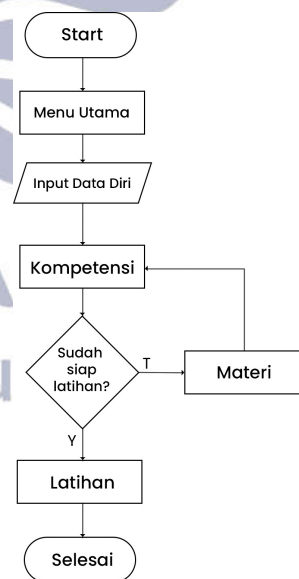 Start
Menu Utama
Input Data Diri
Kompetensi
Sudah
siap
latihan?
T
Materi
Y
Latihan
Selesai